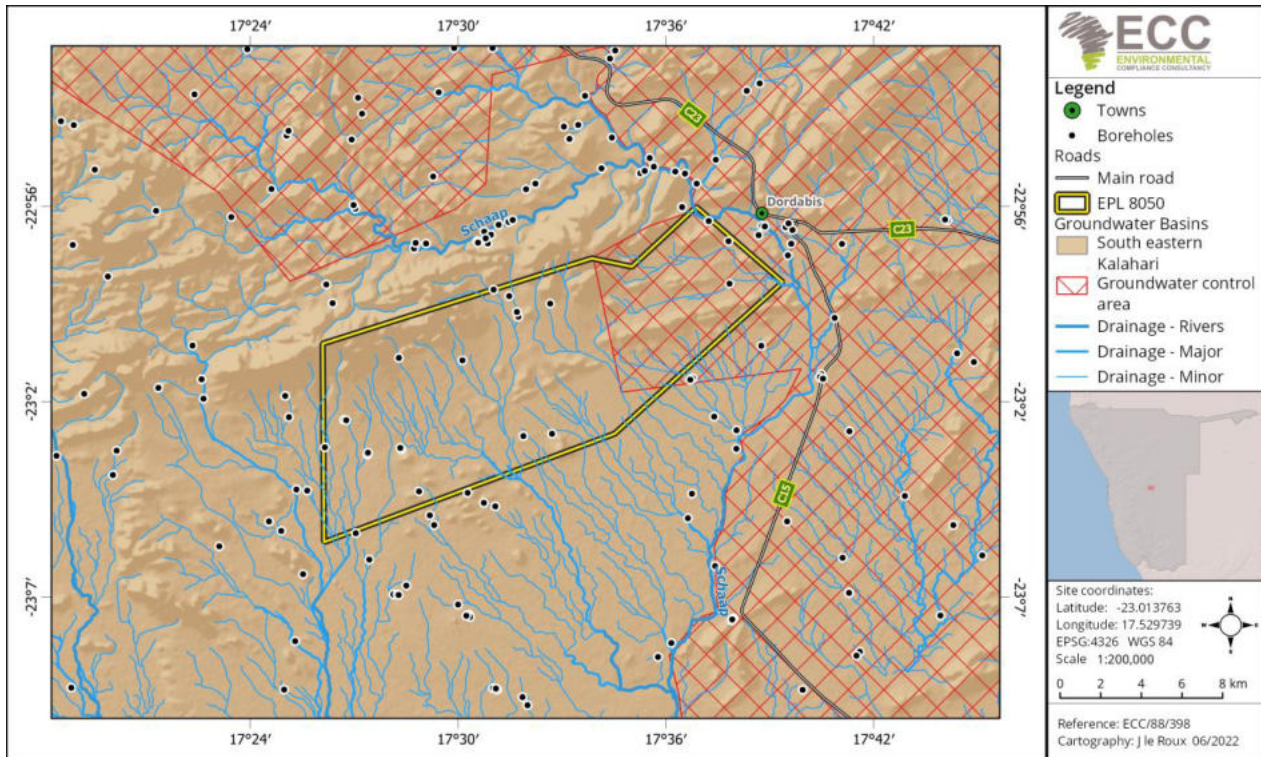 17°24′ 17°30′ 17°36′ 17°42′
-22°56′ -22°56′
-23°2′ -23°2′
-23°7′ -23°7′
C23
Dordabis
C23
Schaap
C15
Schaap
17°24′ 17°30′ 17°36′ 17°42′
ECC
ENVIRONMENTAL
COMPLIANCE CONSULTANCY
Legend
Towns
Boreholes
Roads
Main road
EPL 8050
Groundwater Basins
South eastern
Kalahari
Groundwater control
area
Drainage - Rivers
Drainage - Major
Drainage - Minor
Site coordinates:
Latitude: -23.013763
Longitude: 17.529739
EPSG:4326 WGS 84
Scale 1:200,000
N
W E
S
0 2 4 6 8 km
Reference: ECC/88/398
Cartography: J le Roux 06/2022